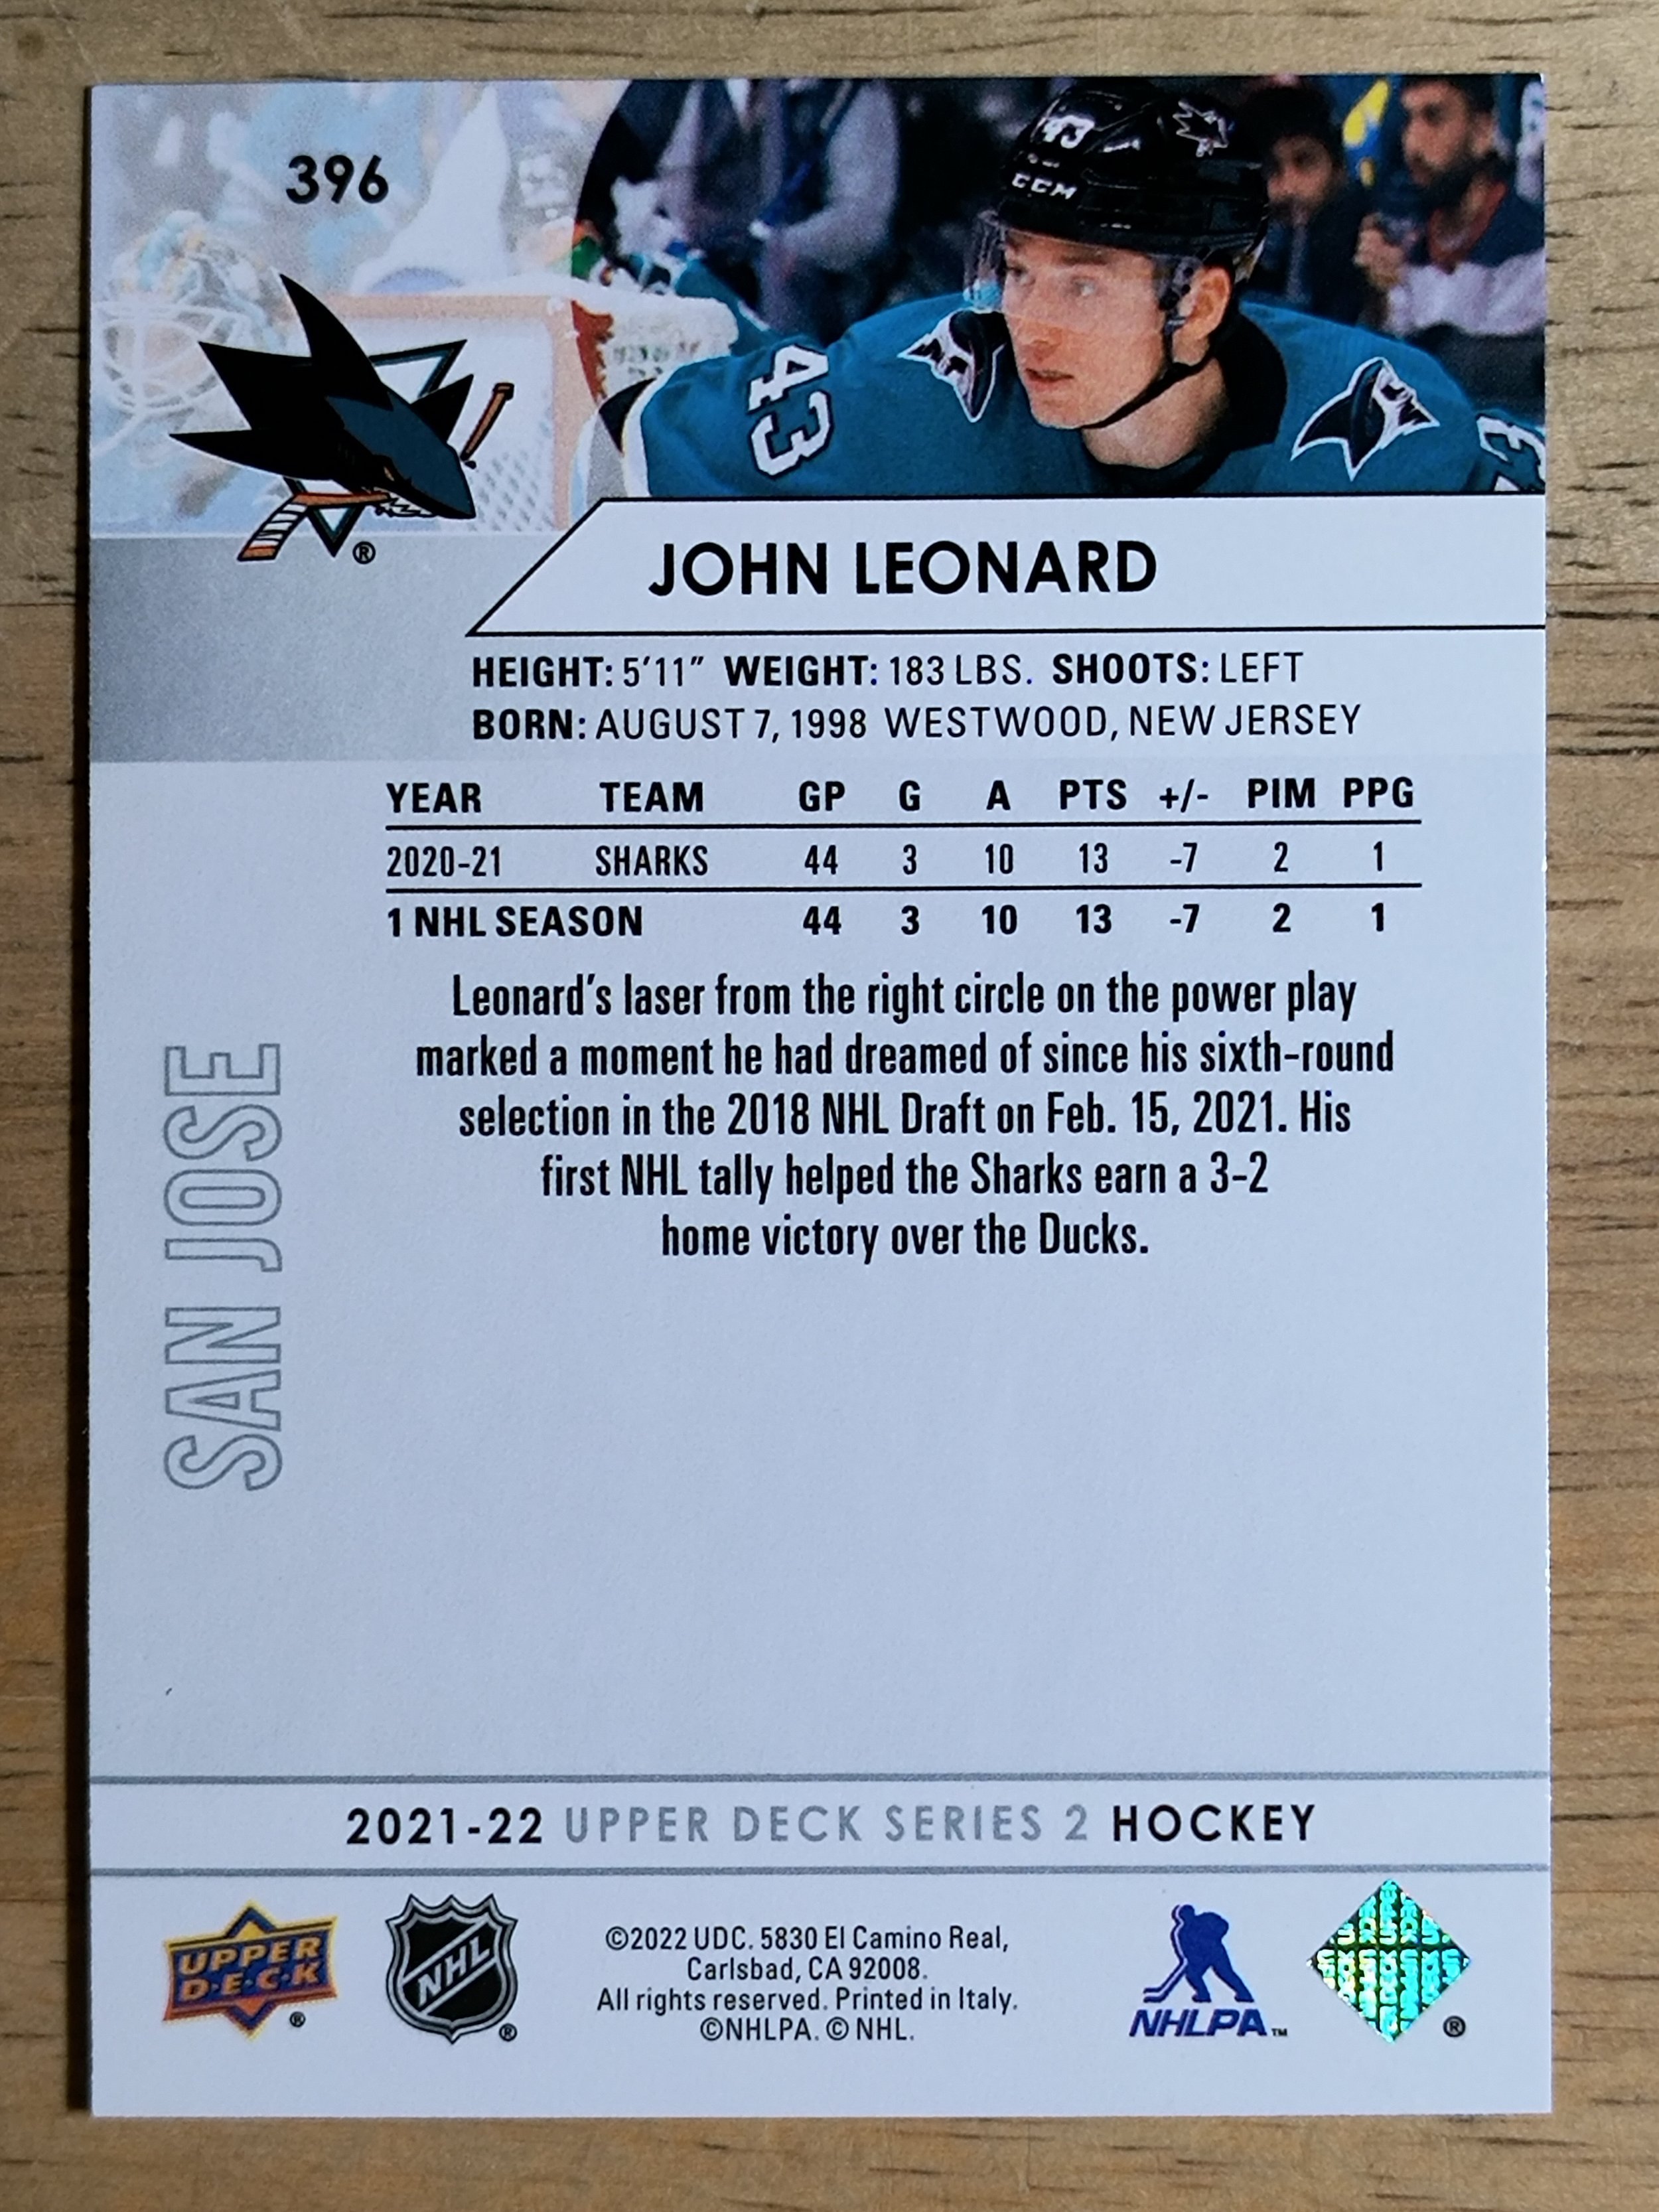 396
43
CCM
43
®
JOHN LEONARD
HEIGHT: 5'11" WEIGHT: 183 LBS. SHOOTS: LEFT
BORN: AUGUST 7, 1998 WESTWOOD, NEW JERSEY
YEAR TEAM GP G A PTS +/- PIM PPG
2020-21 SHARKS 44 3 10 13 -7 2 1
1 NHL SEASON 44 3 10 13 -7 2 1
Leonard's laser from the right circle on the power play
marked a moment he had dreamed of since his sixth-round
selection in the 2018 NHL Draft on Feb. 15, 2021. His
first NHL tally helped the Sharks earn a 3-2
home victory over the Ducks.
SAN JOSE
2021-22 UPPER DECK SERIES 2 HOCKEY
UPPER
D·E·C·K
®
NHL
®
©2022 UDC. 5830 El Camino Real,
Carlsbad, CA 92008.
All rights reserved. Printed in Italy.
©NHLPA. © NHL.
NHLPA™
®